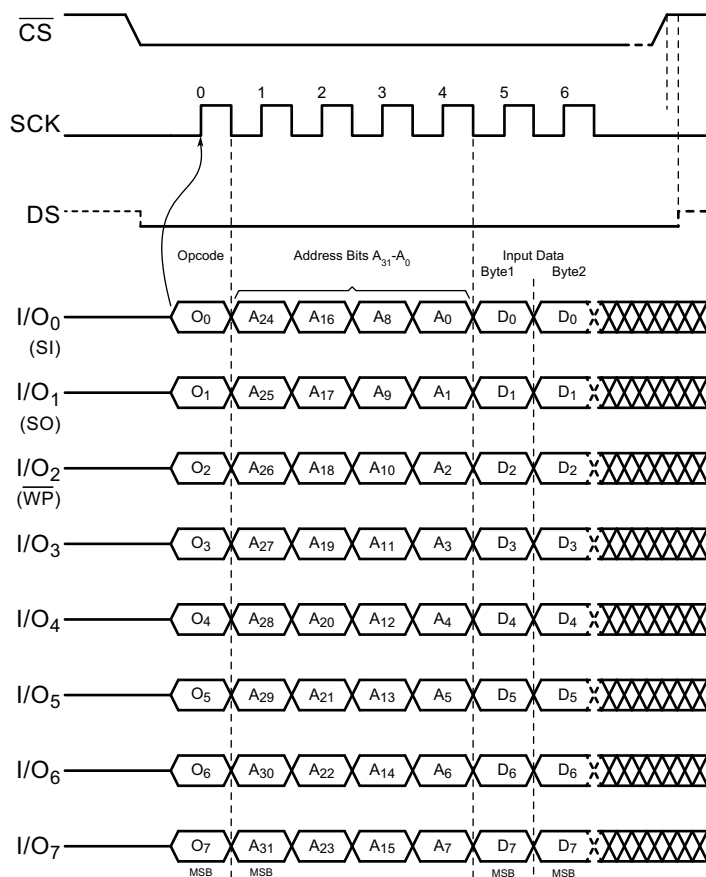 C̅S̅
0 1 2 3 4 5 6
SCK
DS
Opcode Address Bits A₃₁-A₀ Input Data
Byte1 Byte2
I/O₀ O₀ A₂₄ A₁₆ A₈ A₀ D₀ D₀
(SI)
I/O₁ O₁ A₂₅ A₁₇ A₉ A₁ D₁ D₁
(SO)
I/O₂ O₂ A₂₆ A₁₈ A₁₀ A₂ D₂ D₂
(W̅P̅)
I/O₃ O₃ A₂₇ A₁₉ A₁₁ A₃ D₃ D₃
I/O₄ O₄ A₂₈ A₂₀ A₁₂ A₄ D₄ D₄
I/O₅ O₅ A₂₉ A₂₁ A₁₃ A₅ D₅ D₅
I/O₆ O₆ A₃₀ A₂₂ A₁₄ A₆ D₆ D₆
I/O₇ O₇ A₃₁ A₂₃ A₁₅ A₇ D₇ D₇
MSB MSB MSB MSB